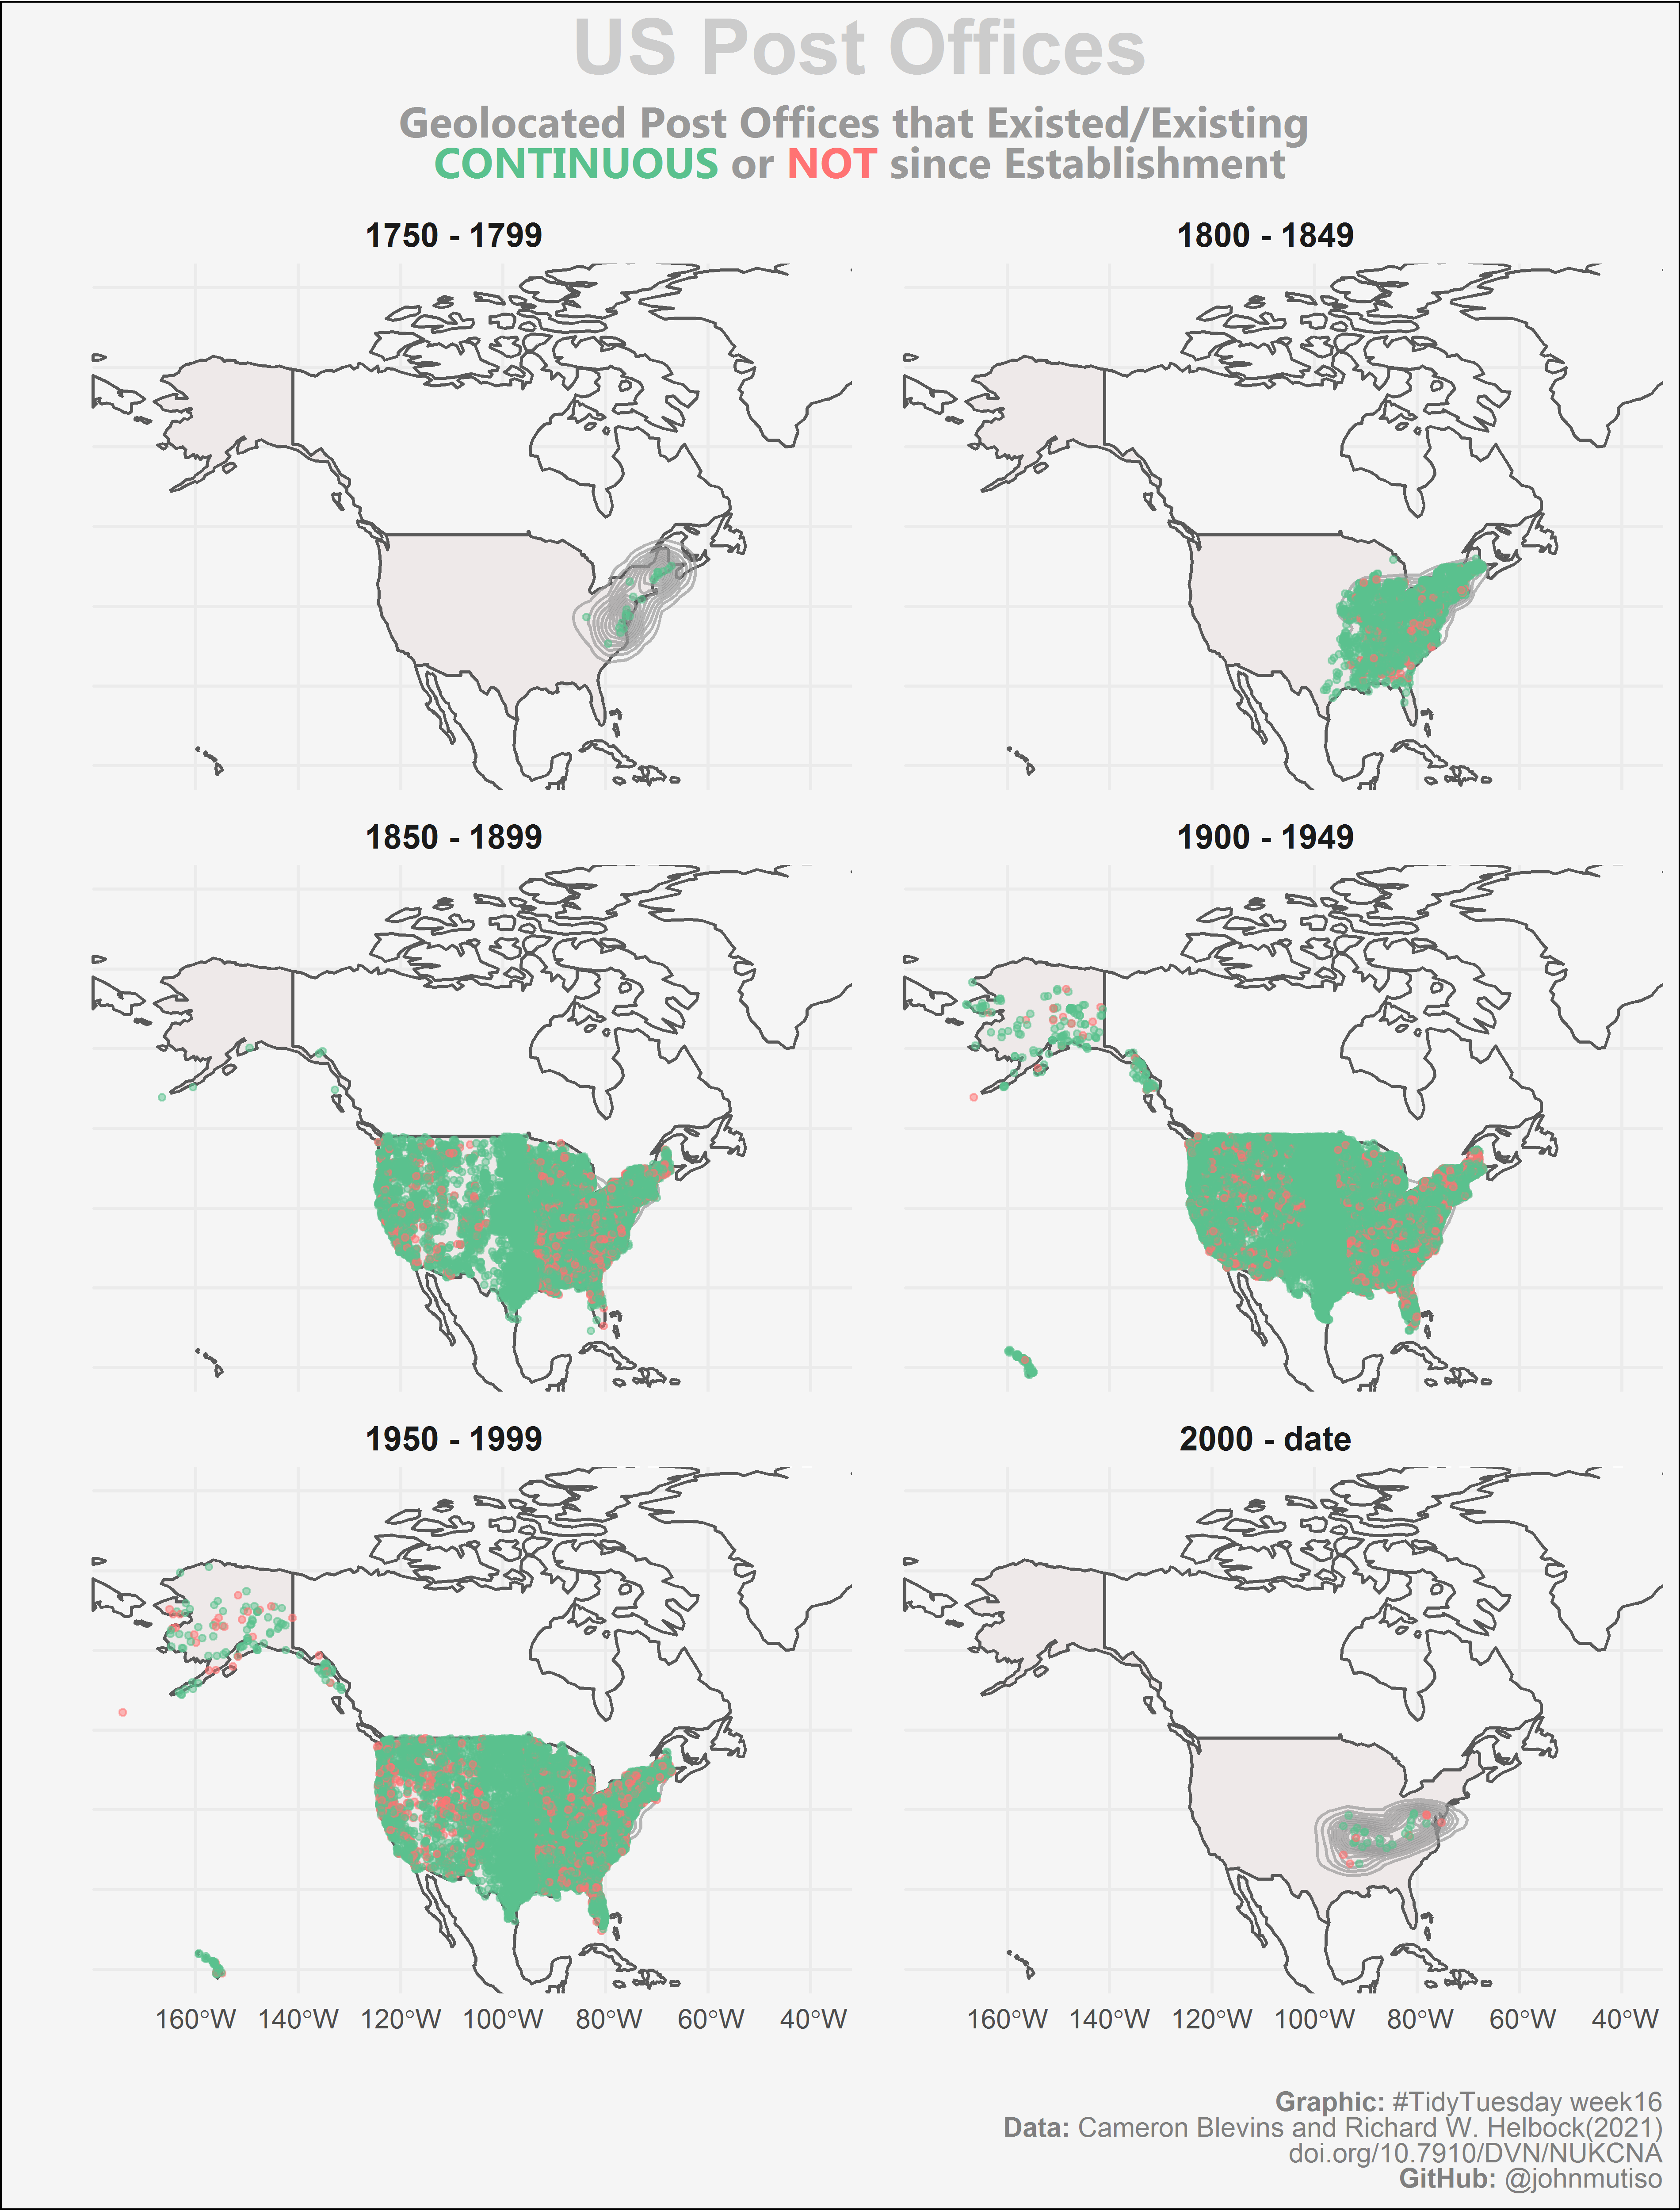 US Post Offices
Geolocated Post Offices that Existed/Existing
CONTINUOUS or NOT since Establishment
1750 - 1799
1800 - 1849
1850 - 1899
1900 - 1949
1950 - 1999
2000 - date
160°W 140°W 120°W 100°W 80°W 60°W 40°W
160°W 140°W 120°W 100°W 80°W 60°W 40°W
Graphic: #TidyTuesday week16
Data: Cameron Blevins and Richard W. Helbock(2021)
doi.org/10.7910/DVN/NUKCNA
GitHub: @johnmutiso